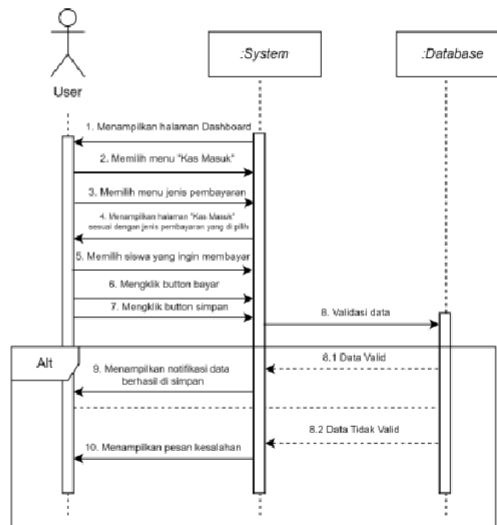 :System
:Database
User
1. Menampilkan halaman Dashboard
2. Memilih menu "Kas Masuk"
3. Memilih menu jenis pembayaran
4. Menampilkan halaman "Kas Masuk"
sesuai dengan jenis pembayaran yang di pilih
5. Memilih siswa yang ingin membayar
6. Mengklik button bayar
7. Mengklik button simpan
8. Validasi data
Alt
8.1 Data Valid
9. Menampilkan notifikasi data
berhasil di simpan
8.2 Data Tidak Valid
10. Menampilkan pesan kesalahan